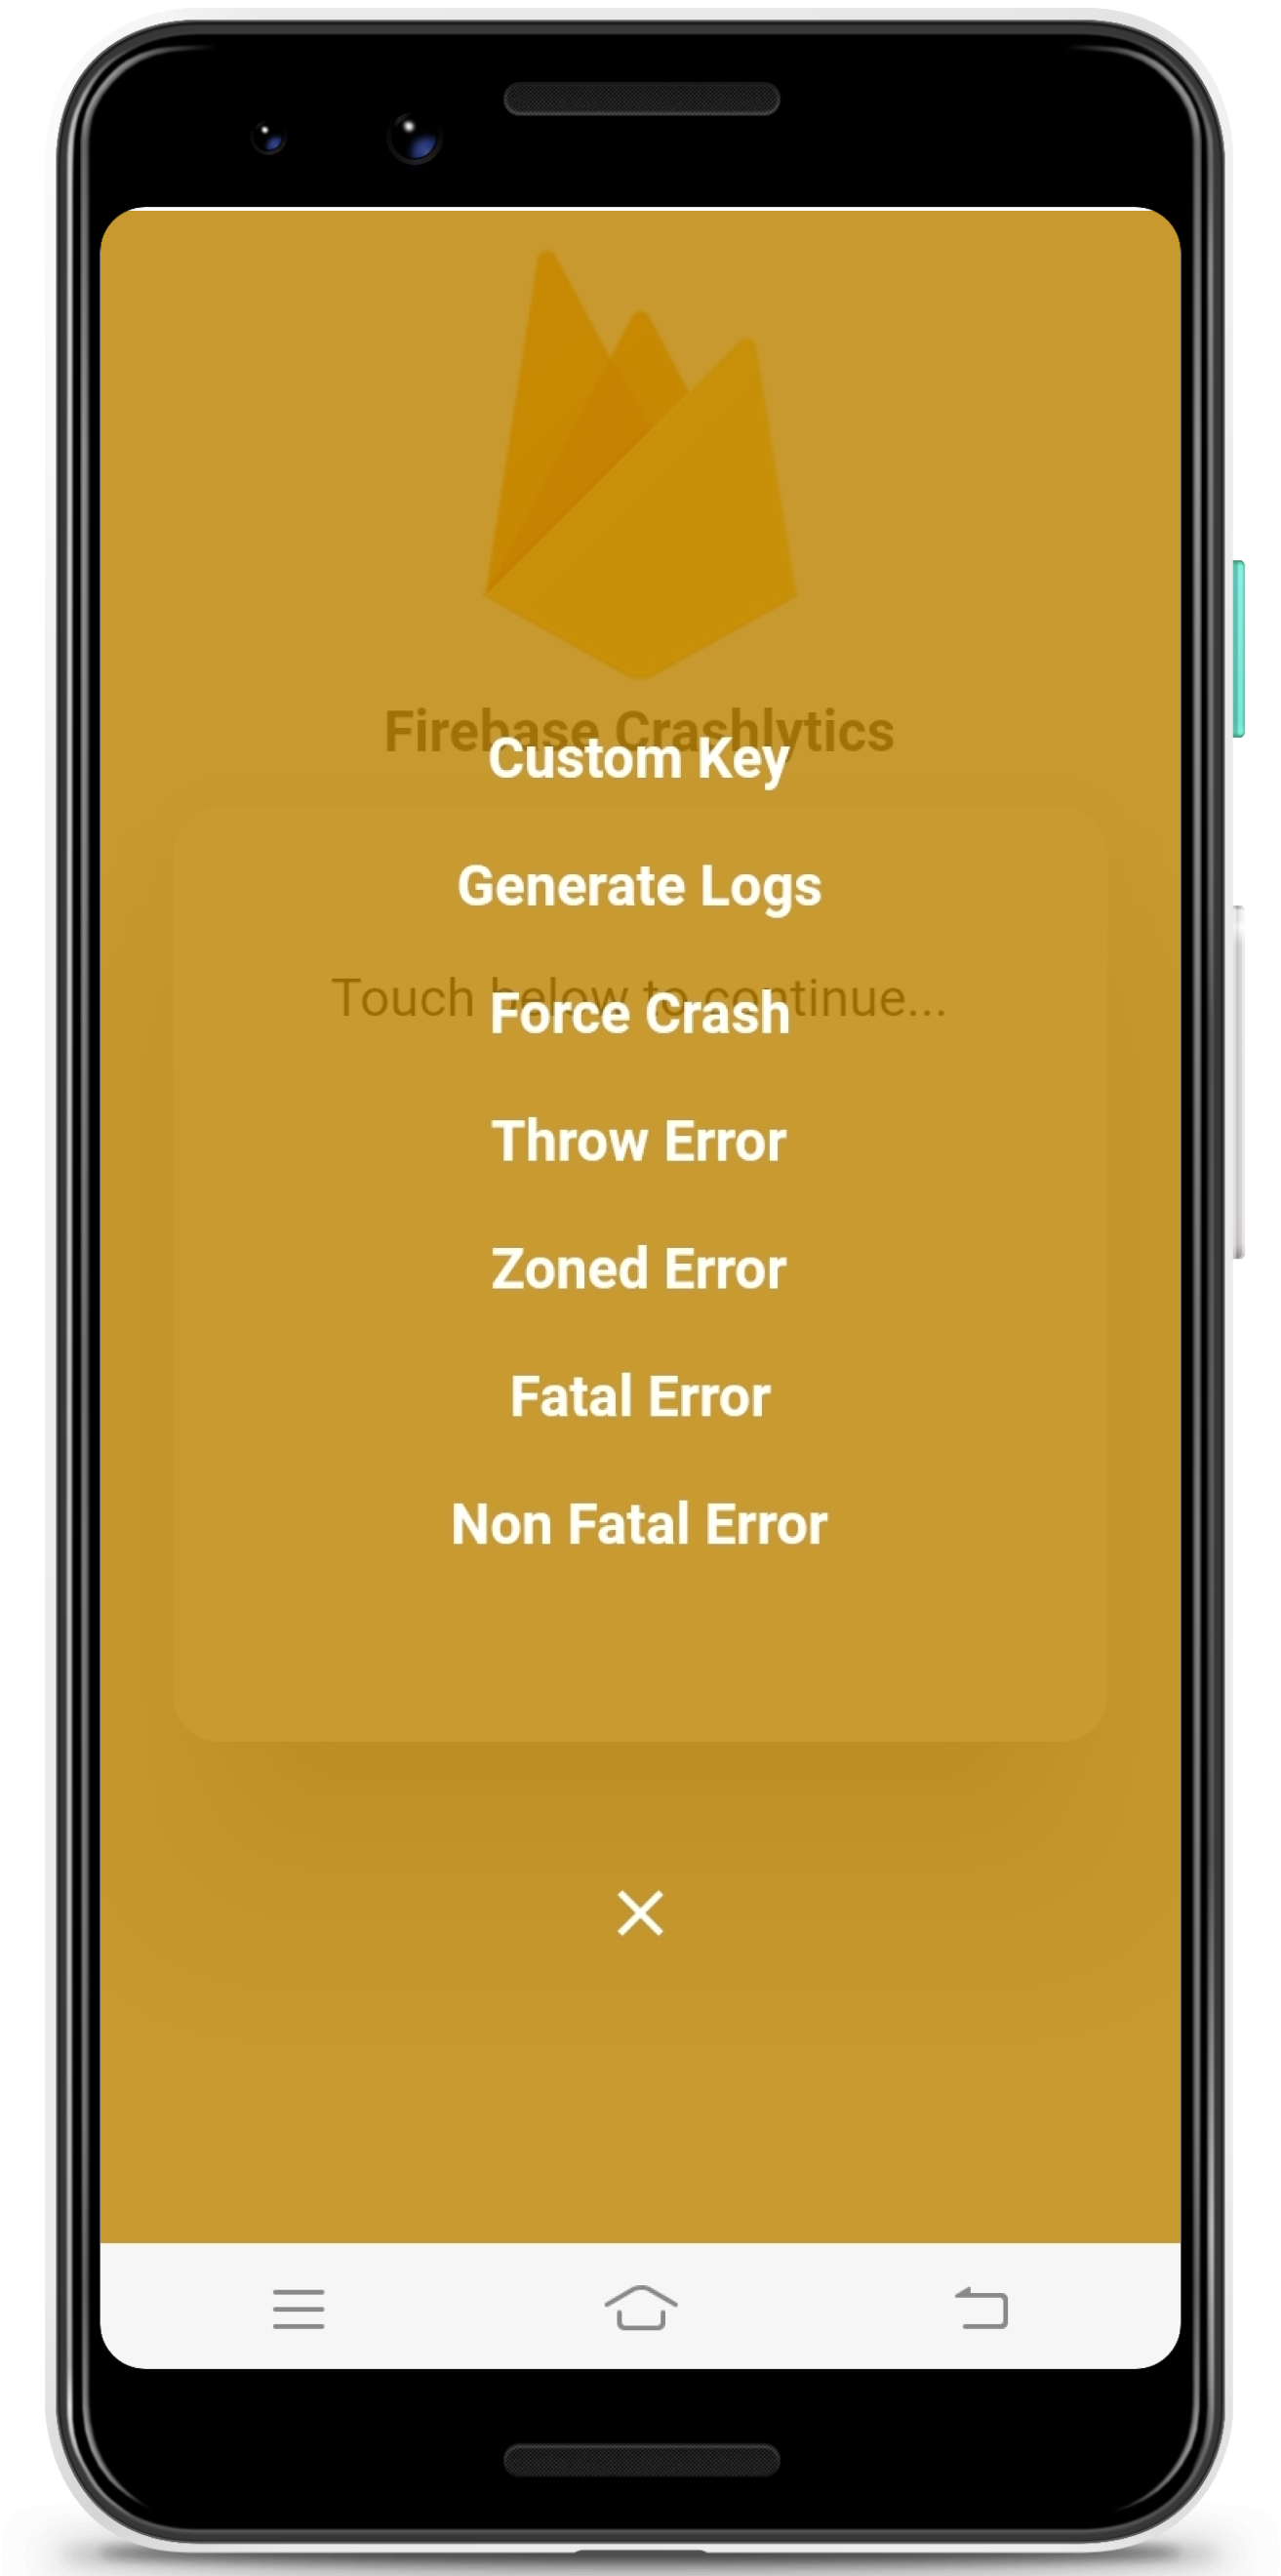 Firebase Crashlytics
Custom Key
Generate Logs
Touch below to continue...
Force Crash
Throw Error
Zoned Error
Fatal Error
Non Fatal Error